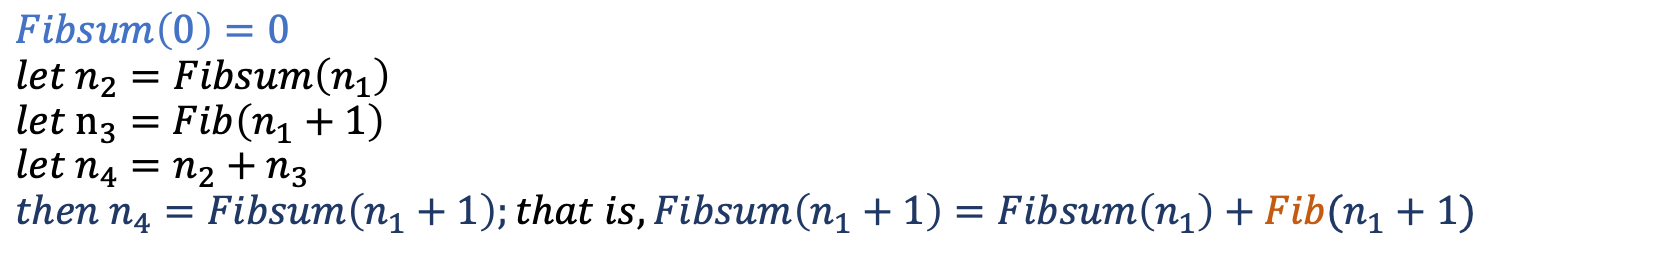 Fibsum(0) = 0
let n₂ = Fibsum(n₁)
let n₃ = Fib(n₁ + 1)
let n₄ = n₂ + n₃
then n₄ = Fibsum(n₁ + 1); that is, Fibsum(n₁ + 1) = Fibsum(n₁) + Fib(n₁ + 1)